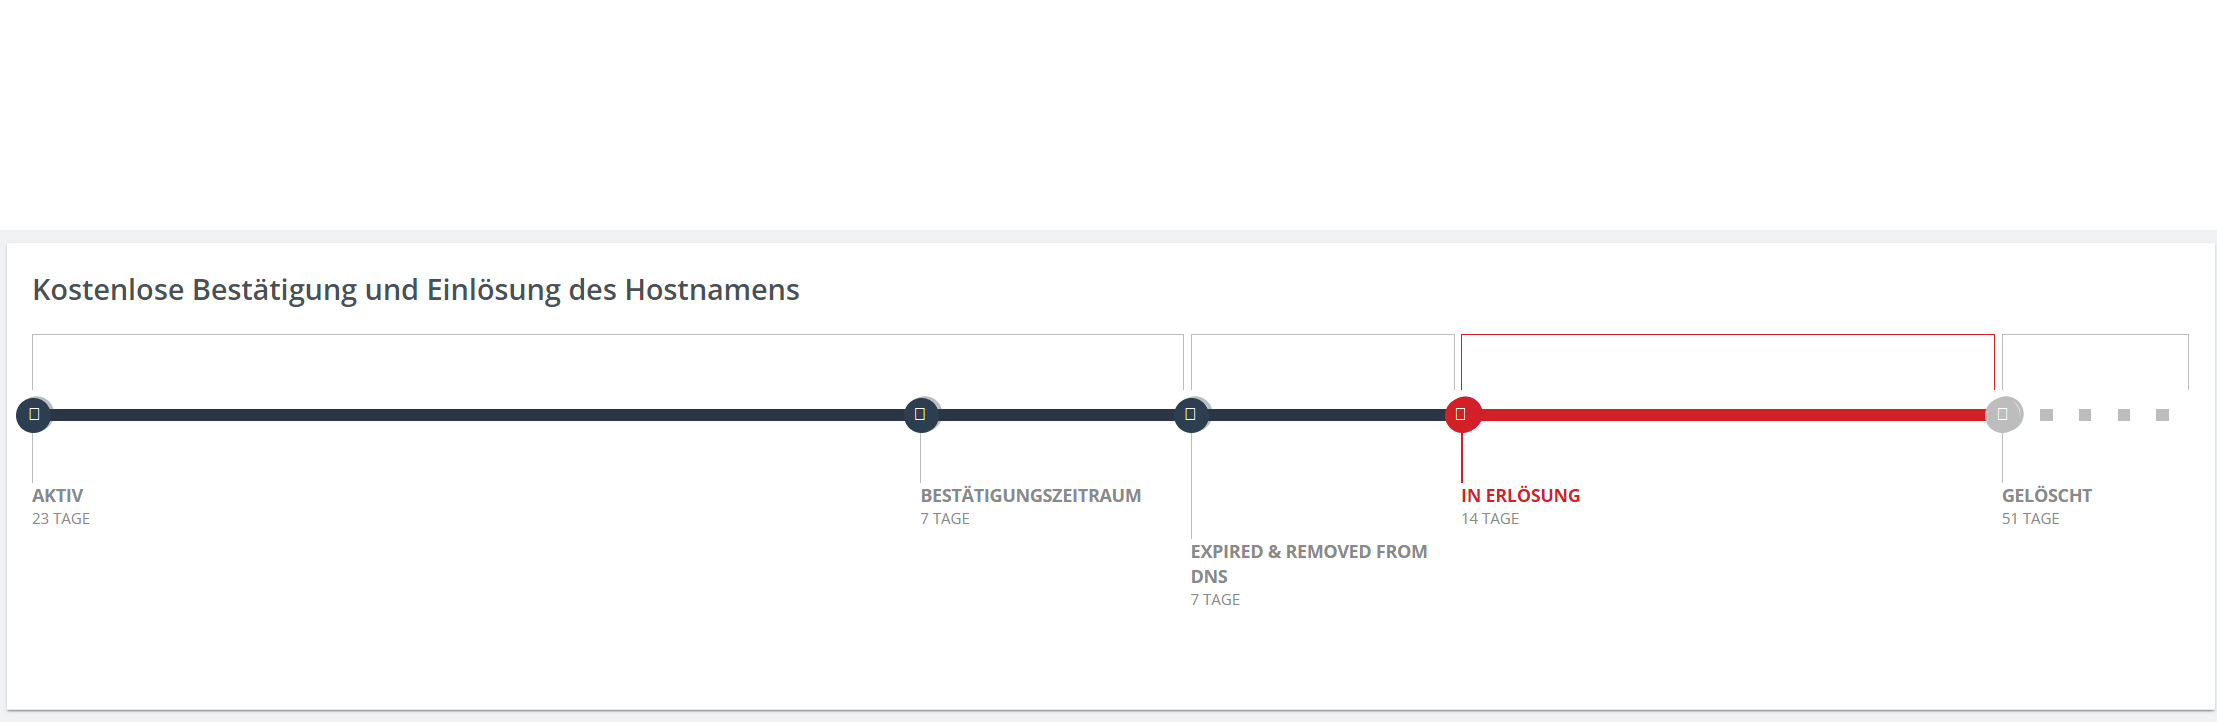 Kostenlose Bestätigung und Einlösung des Hostnamens
AKTIV
23 TAGE
BESTÄTIGUNGSZEITRAUM
7 TAGE
EXPIRED & REMOVED FROM
DNS
7 TAGE
IN ERLÖSUNG
14 TAGE
GELÖSCHT
51 TAGE